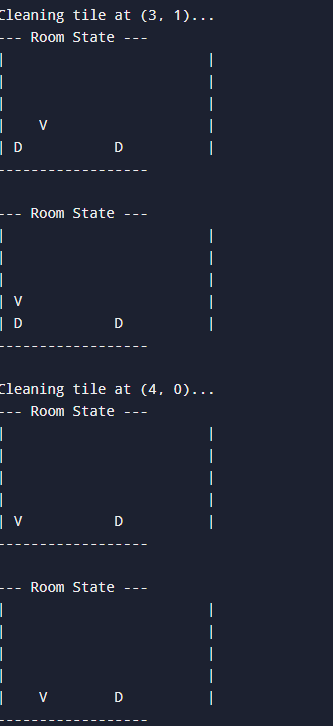 Cleaning tile at (3, 1)...
--- Room State ---
|                         |
|                         |
|                         |
|    V                    |
| D           D           |
------------------
--- Room State ---
|                         |
|                         |
|                         |
| V                       |
| D           D           |
------------------
Cleaning tile at (4, 0)...
--- Room State ---
|                         |
|                         |
|                         |
|                         |
| V           D           |
------------------
--- Room State ---
|                         |
|                         |
|                         |
|                         |
|    V        D           |
------------------